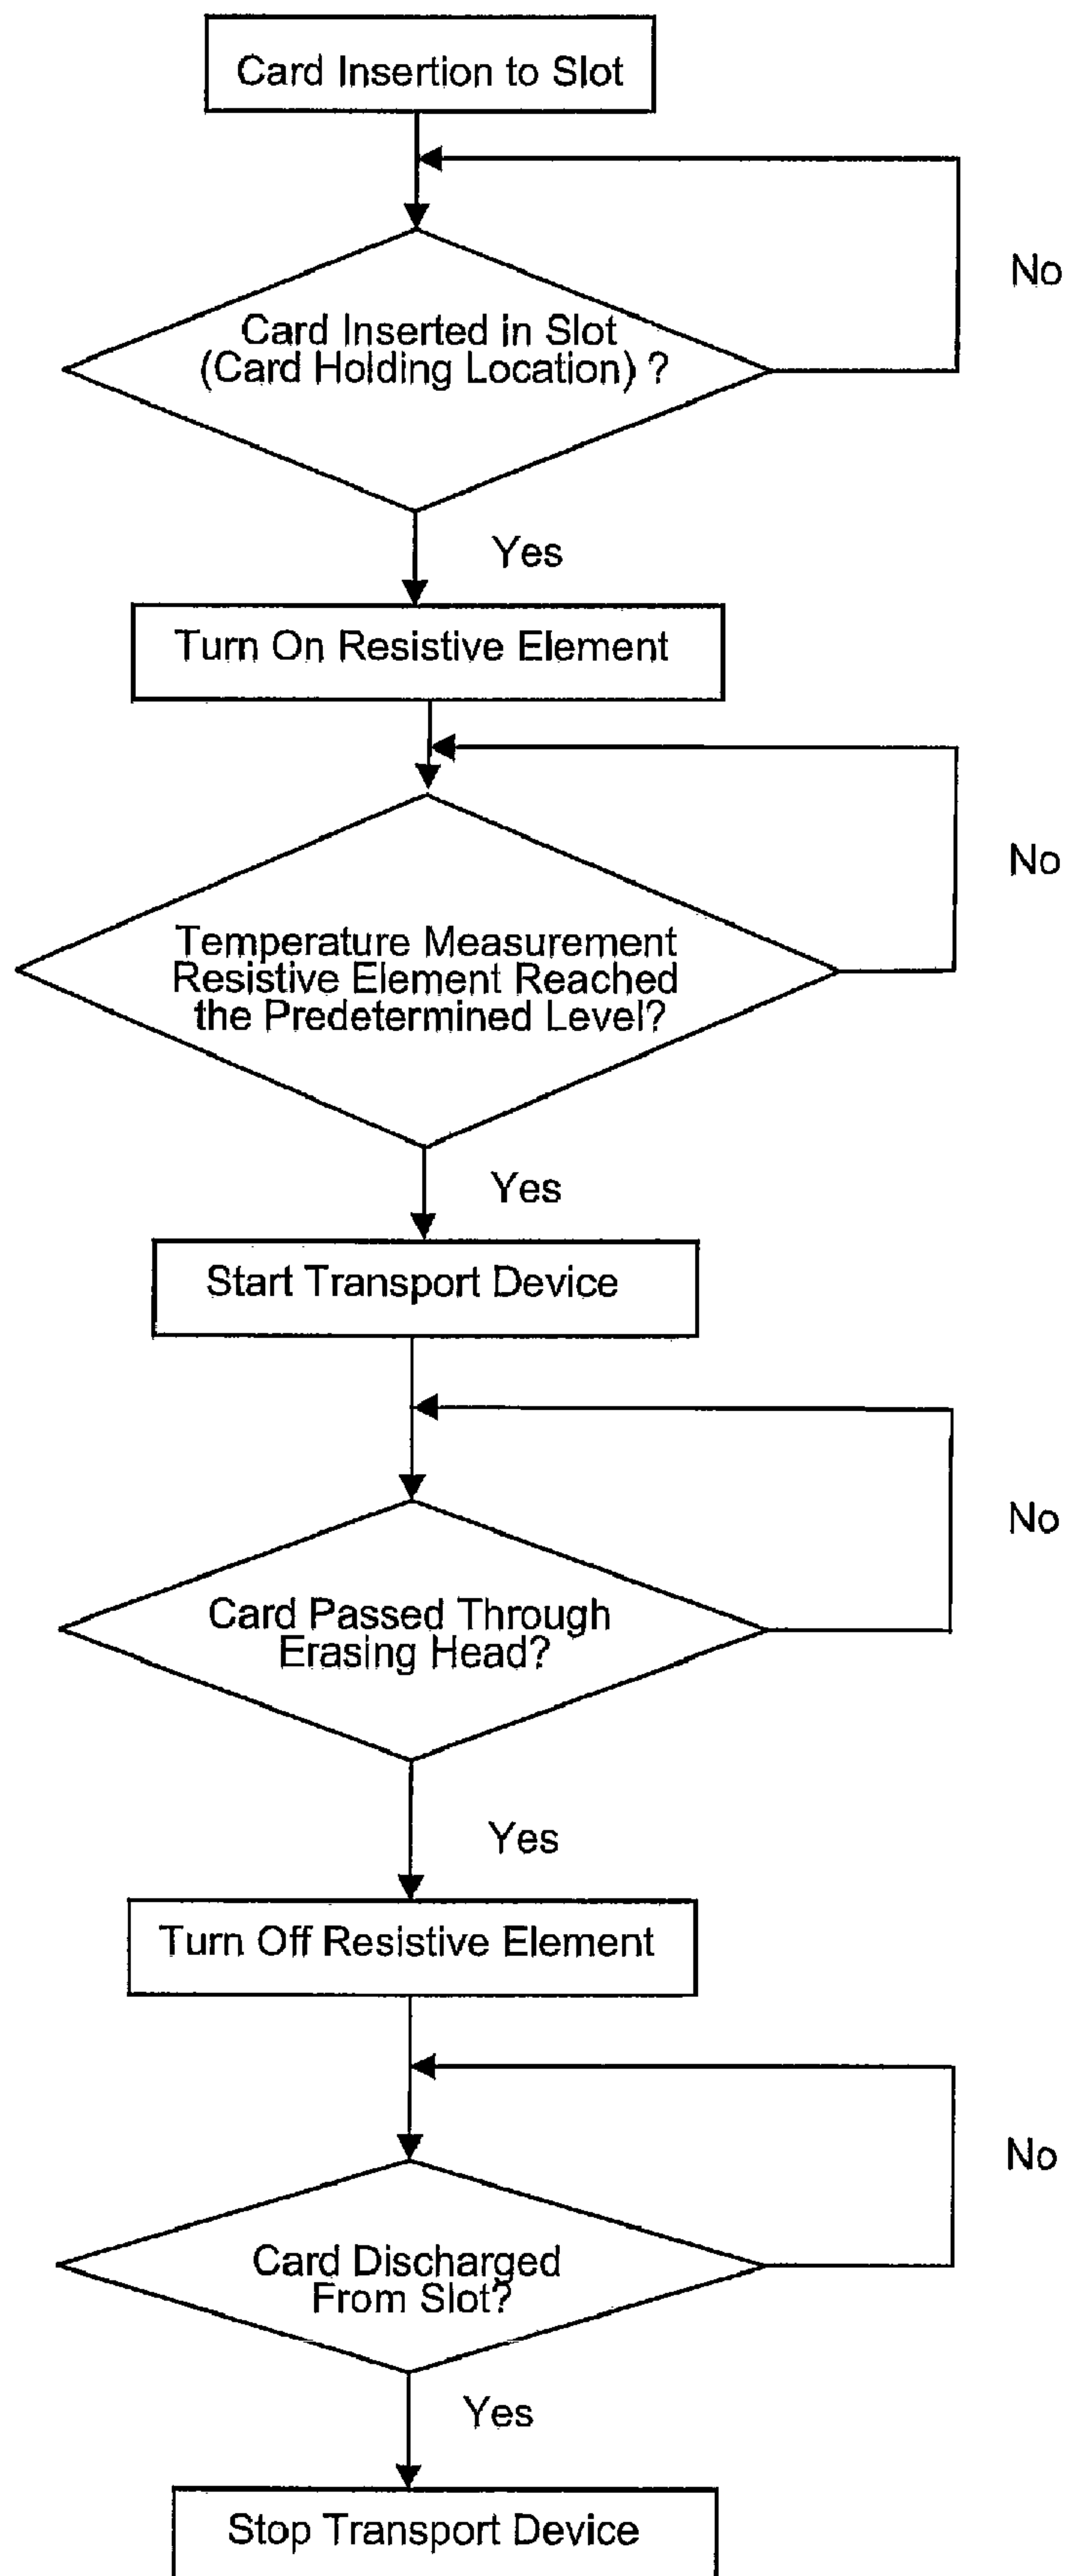 Card Insertion to Slot
No
Card Inserted in Slot
(Card Holding Location) ?
Yes
Turn On Resistive Element
No
Temperature Measurement
Resistive Element Reached
the Predetermined Level?
Yes
Start Transport Device
No
Card Passed Through
Erasing Head?
Yes
Turn Off Resistive Element
No
Card Discharged
From Slot?
Yes
Stop Transport Device